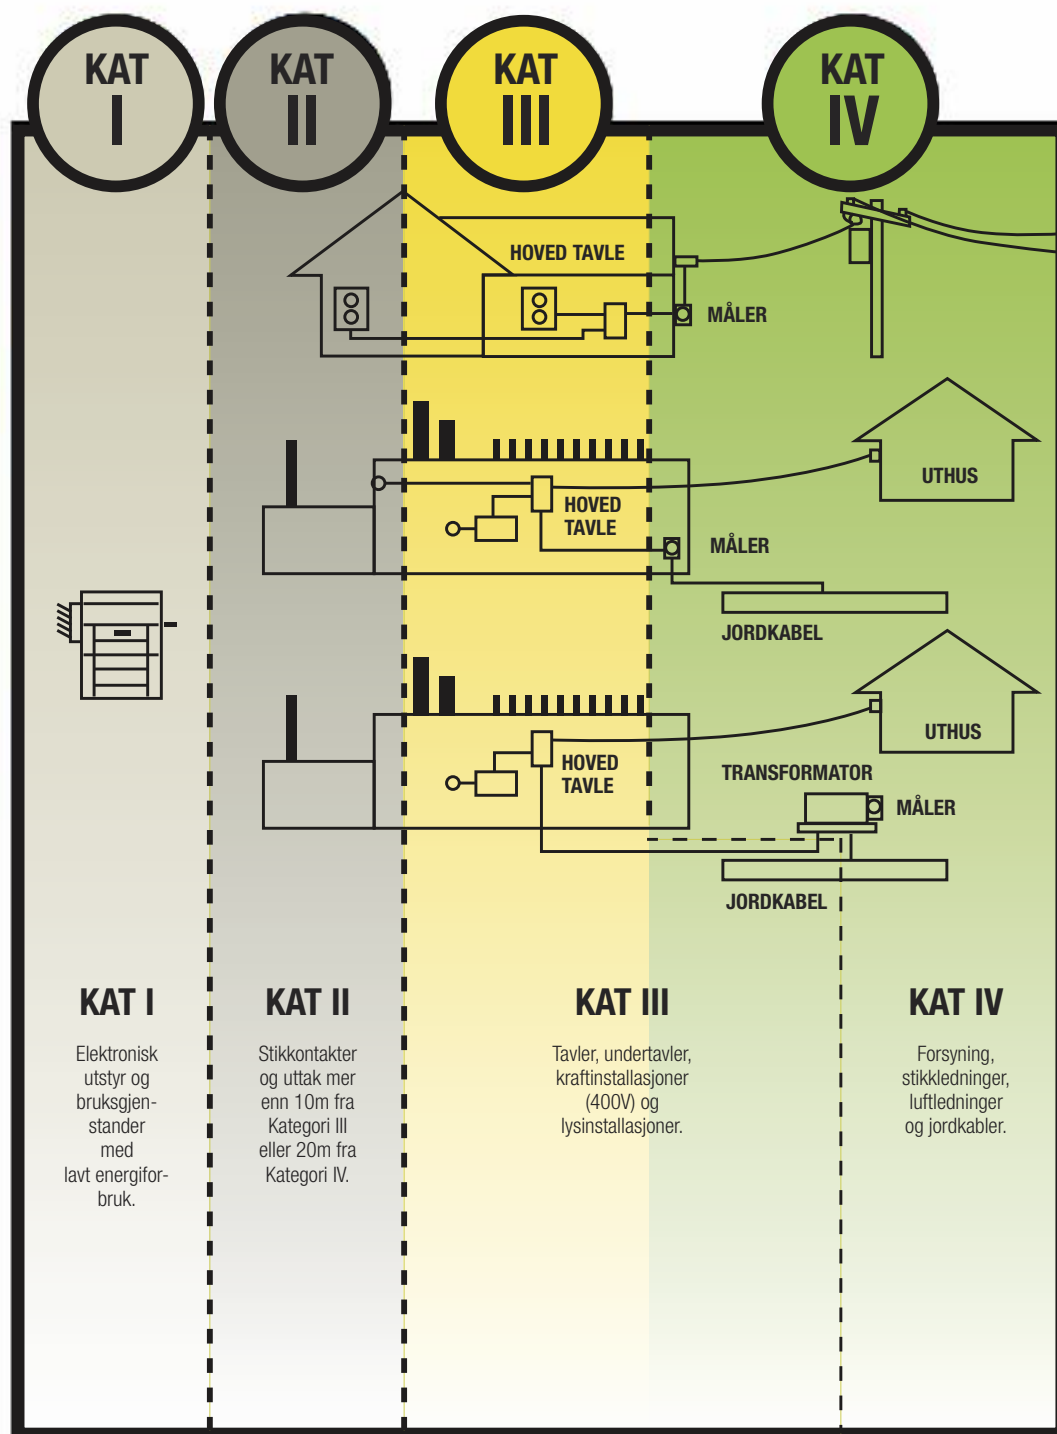 KAT
I
KAT
II
KAT
III
KAT
IV
HOVED TAVLE
MÅLER
UTHUS
HOVED
TAVLE
MÅLER
JORDKABEL
UTHUS
HOVED
TAVLE
TRANSFORMATOR
MÅLER
JORDKABEL
KAT I
Elektronisk
utstyr og
bruksgjen-
stander
med
lavt energifor-
bruk.
KAT II
Stikkontakter
og uttak mer
enn 10m fra
Kategori III
eller 20m fra
Kategori IV.
KAT III
Tavler, undertavler,
kraftinstallasjoner
(400V) og
lysinstallasjoner.
KAT IV
Forsyning,
stikkledninger,
luftledninger
og jordkabler.